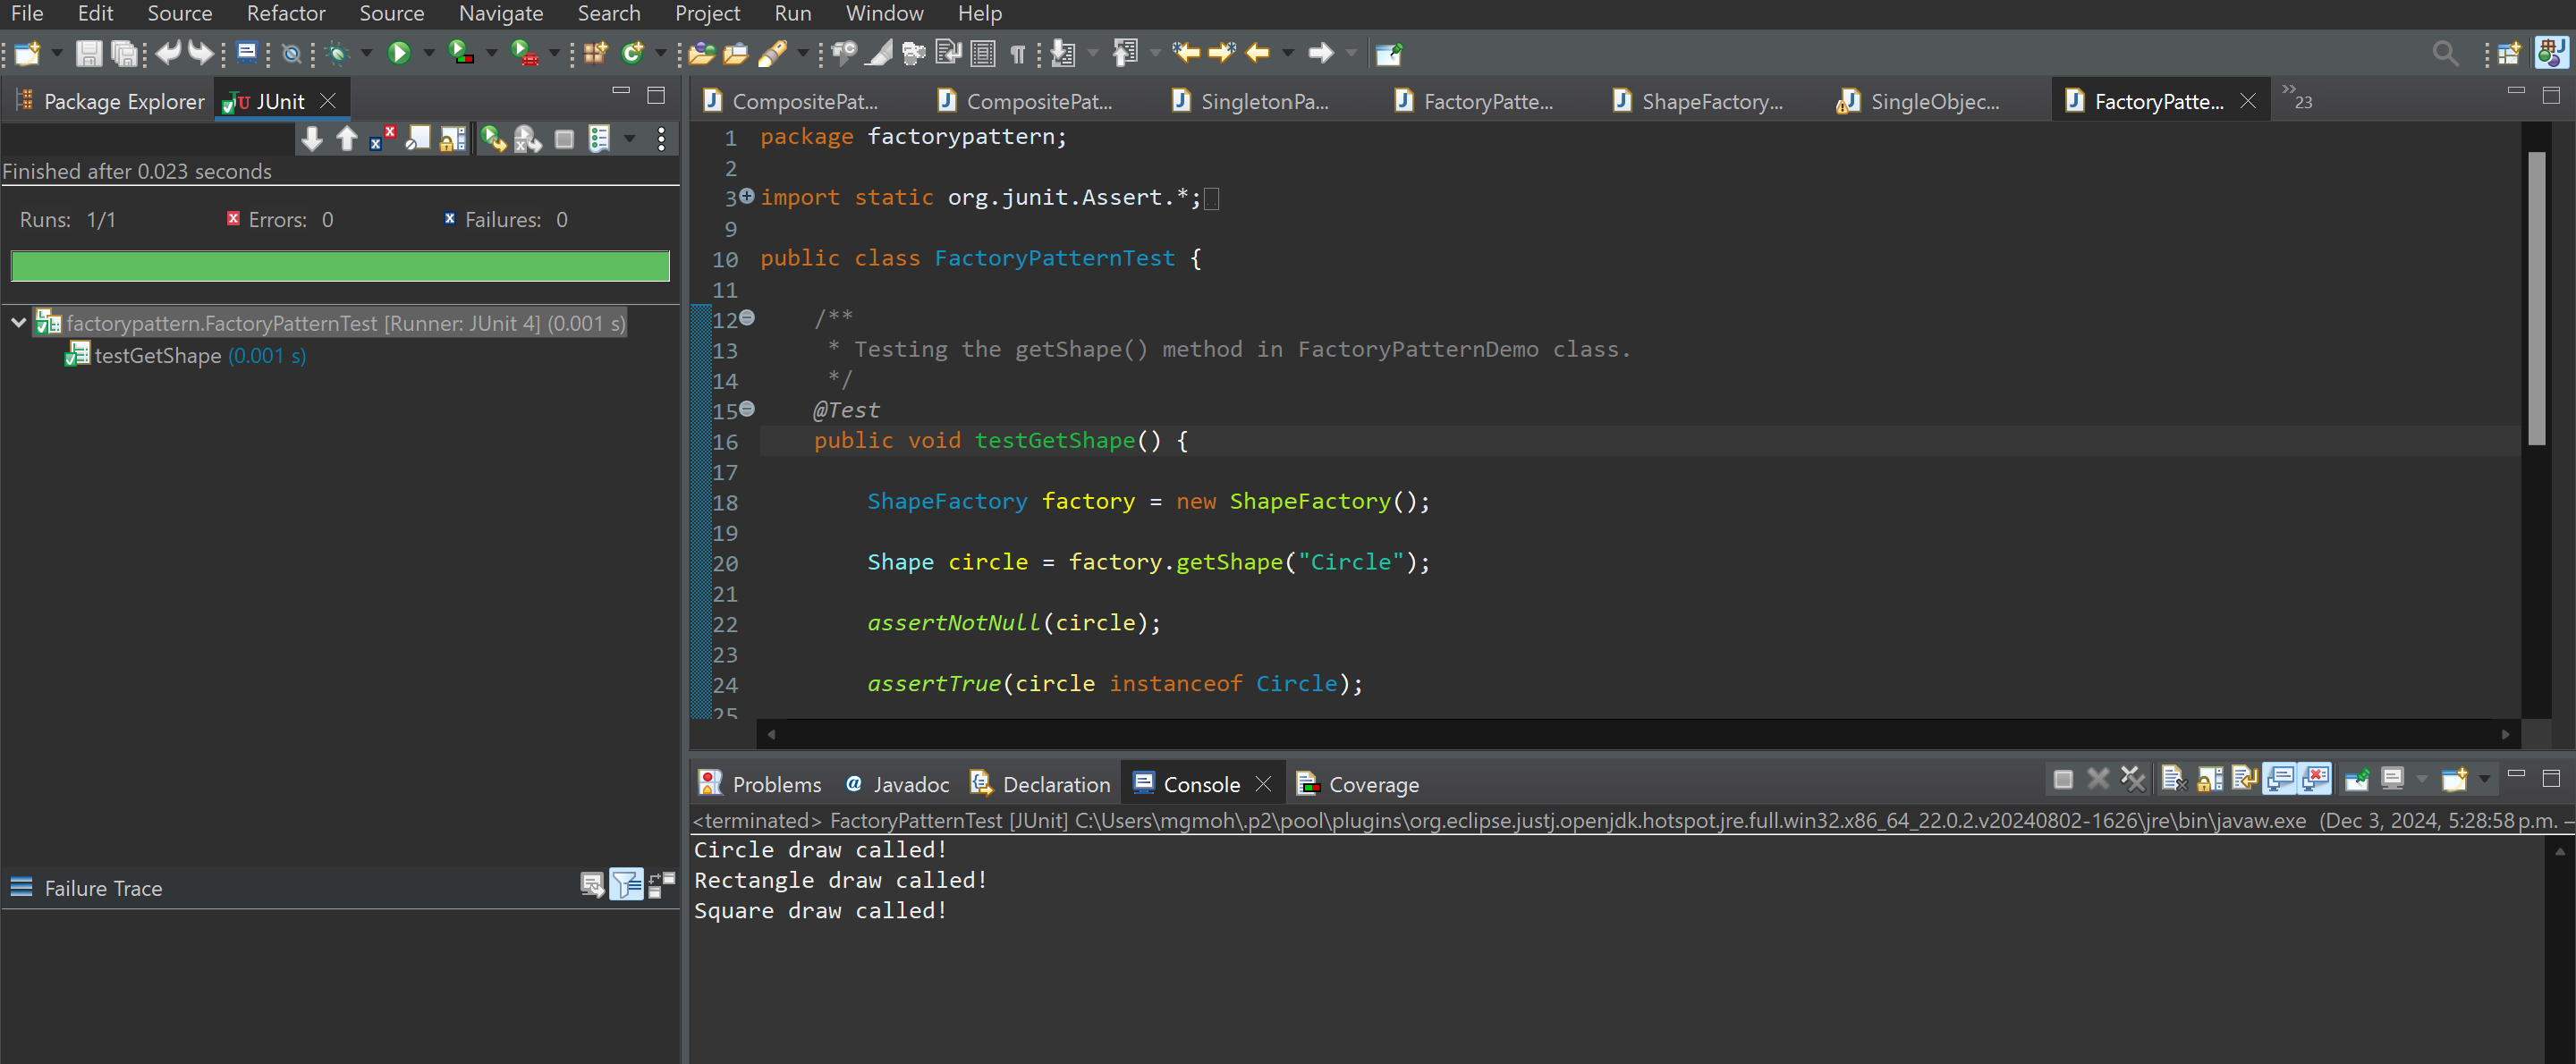 File Edit Source Refactor Source Navigate Search Project Run Window Help
Package Explorer JUnit
Finished after 0.023 seconds
Runs: 1/1 Errors: 0 Failures: 0
factorypattern.FactoryPatternTest [Runner: JUnit 4] (0.001 s)
testGetShape (0.001 s)
Failure Trace
CompositePat... CompositePat... SingletonPa... FactoryPatte... ShapeFactory... SingleObjec... FactoryPatte... 23
1 package factorypattern;
2
3 import static org.junit.Assert.*;
9
10 public class FactoryPatternTest {
11
12 /**
13 * Testing the getShape() method in FactoryPatternDemo class.
14 */
15 @Test
16 public void testGetShape() {
17
18 ShapeFactory factory = new ShapeFactory();
19
20 Shape circle = factory.getShape("Circle");
21
22 assertNotNull(circle);
23
24 assertTrue(circle instanceof Circle);
25
Problems @ Javadoc Declaration Console Coverage
<terminated> FactoryPatternTest [JUnit] C:\Users\mgmoh\.p2\pool\plugins\org.eclipse.justj.openjdk.hotspot.jre.full.win32.x86_64_22.0.2.v20240802-1626\jre\bin\javaw.exe (Dec 3, 2024, 5:28:58 p.m. –
Circle draw called!
Rectangle draw called!
Square draw called!